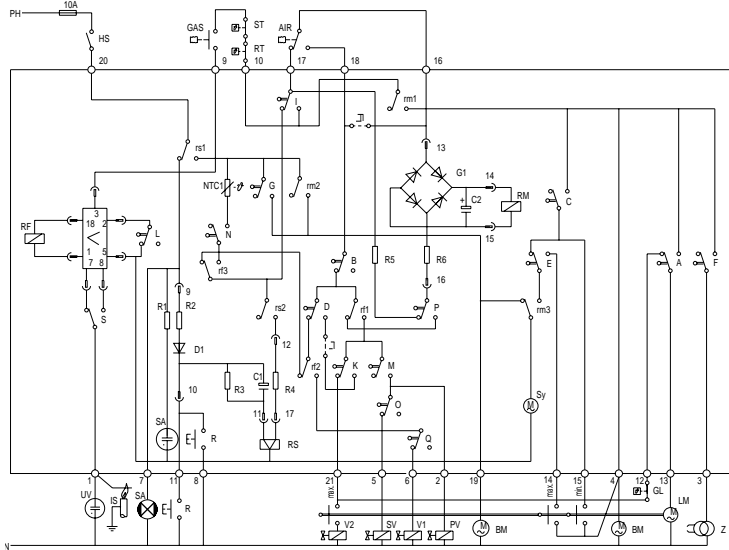 10A
PH
HS
GAS
ST
RT
AIR
20
9
10
17
18
16
I
rm1
rs1
13
NTC1
G
rm2
G1
14
C2
+
RM
15
C
3
18 2
1 5
7 8
RF
L
N
rf3
B
R5
R6
16
E
A
F
S
9
R1
R2
rs2
D
rf1
P
rm3
D1
12
rf2
K
M
C1
R3
R4
O
Sy
M
10
11
17
SA
R
RS
Q
1
7
11
8
21
5
6
2
19
14
15
4
12
13
3
UV
IS
SA
R
max.
max.
min.
GL
LM
M
V2
SV
V1
PV
M
BM
M
BM
Z
N